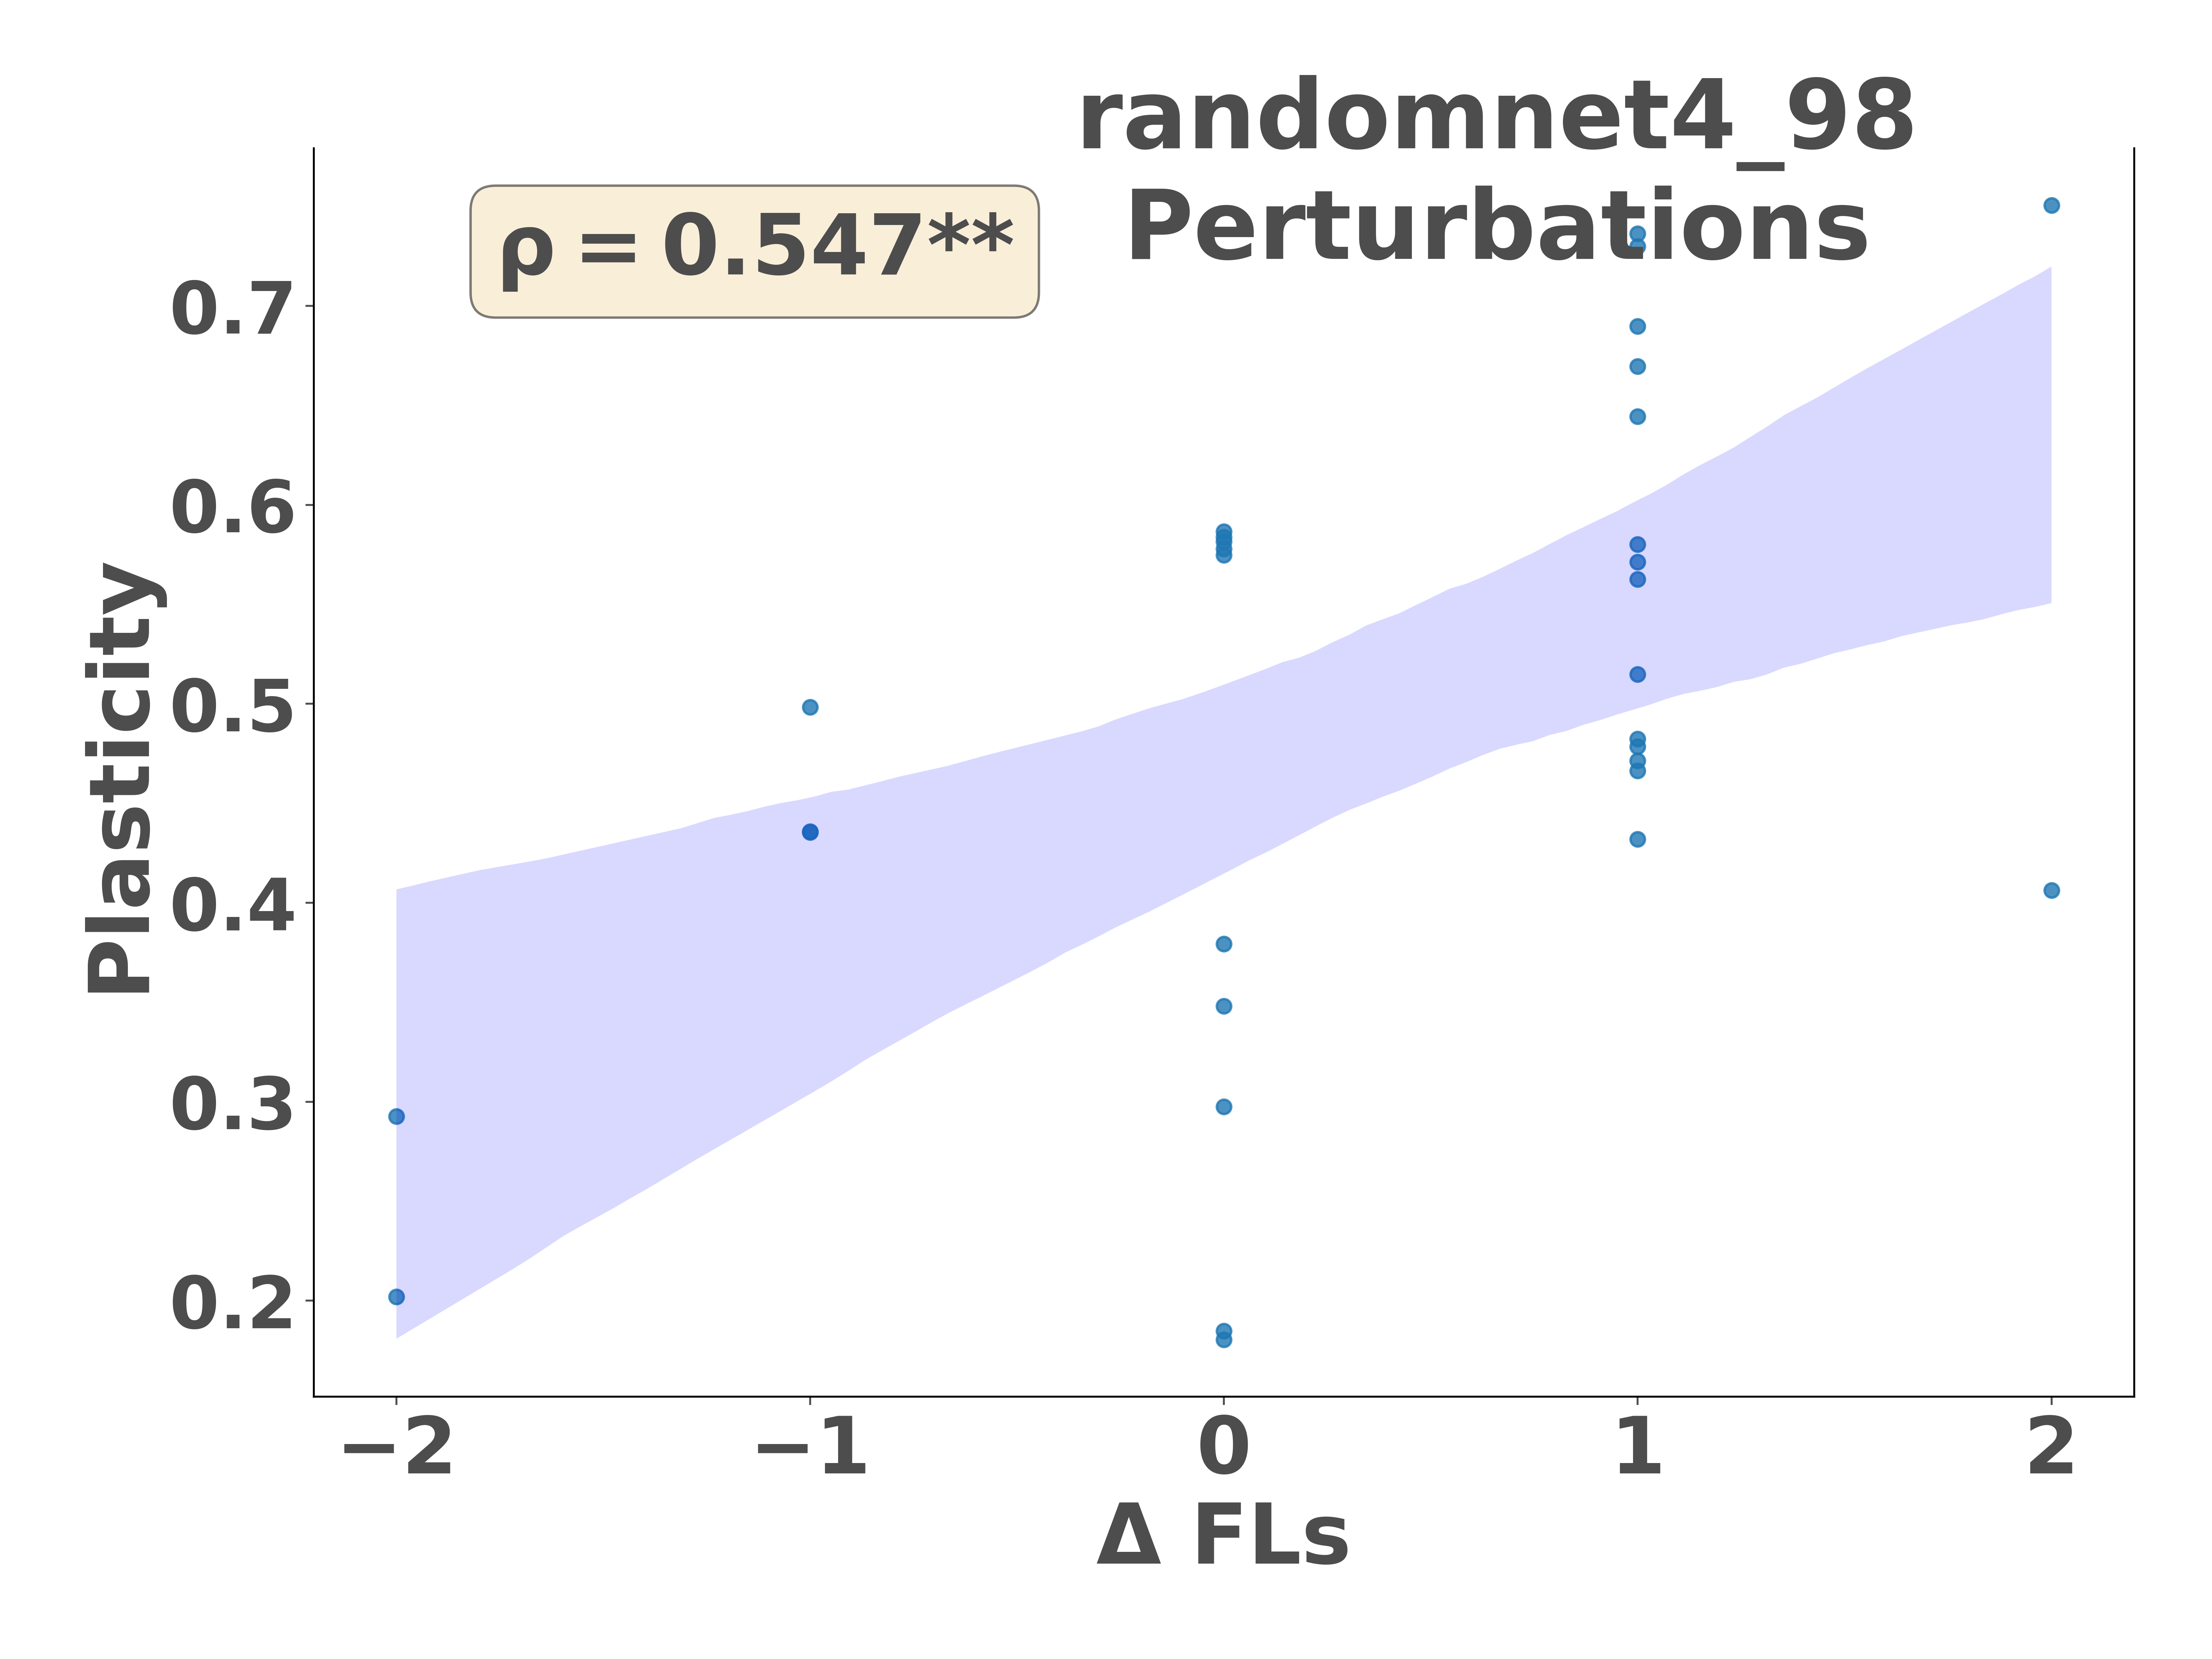 randomnet4_98
Perturbations
ρ = 0.547**
Plasticity
0.7
0.6
0.5
0.4
0.3
0.2
−2 −1 0 1 2
Δ FLs